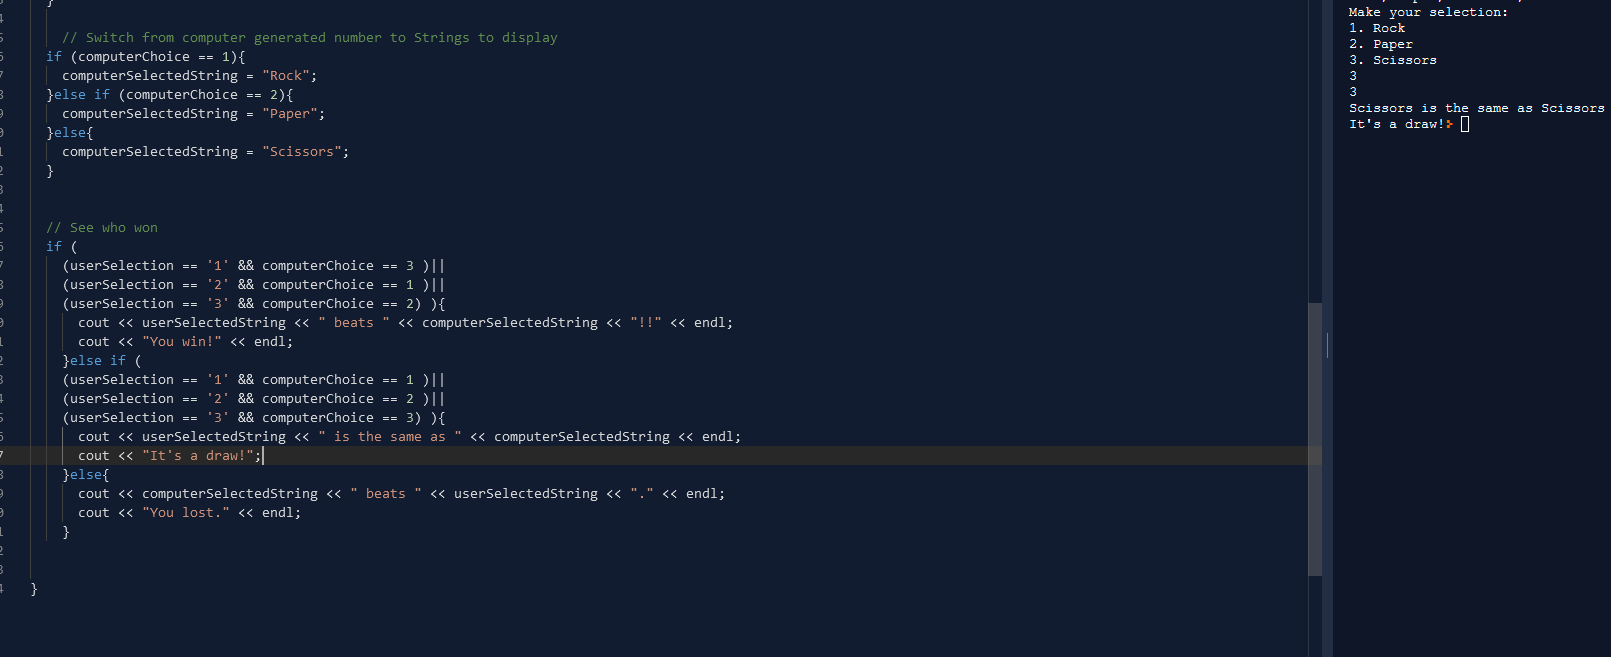 }
// Switch from computer generated number to Strings to display
if (computerChoice == 1){
computerSelectedString = "Rock";
}else if (computerChoice == 2){
computerSelectedString = "Paper";
}else{
computerSelectedString = "Scissors";
}
// See who won
if (
(userSelection == '1' && computerChoice == 3 )||
(userSelection == '2' && computerChoice == 1 )||
(userSelection == '3' && computerChoice == 2) ){
cout << userSelectedString << " beats " << computerSelectedString << "!!" << endl;
cout << "You win!" << endl;
}else if (
(userSelection == '1' && computerChoice == 1 )||
(userSelection == '2' && computerChoice == 2 )||
(userSelection == '3' && computerChoice == 3) ){
cout << userSelectedString << " is the same as " << computerSelectedString << endl;
cout << "It's a draw!";
}else{
cout << computerSelectedString << " beats " << userSelectedString << "." << endl;
cout << "You lost." << endl;
}
}
Make your selection:
1. Rock
2. Paper
3. Scissors
3
3
Scissors is the same as Scissors
It's a draw!